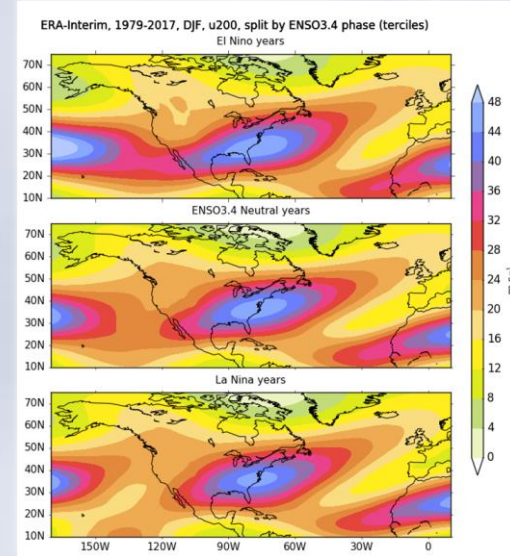 ERA-Interim, 1979-2017, DJF, u200, split by ENSO3.4 phase (terciles)
El Nino years
70N
60N
50N
40N
30N
20N
10N
ENSO3.4 Neutral years
70N
60N
50N
40N
30N
20N
10N
La Nina years
70N
60N
50N
40N
30N
20N
10N
150W 120W 90W 60W 30W 0
48
44
40
36
32
28
24
20
16
12
8
4
0